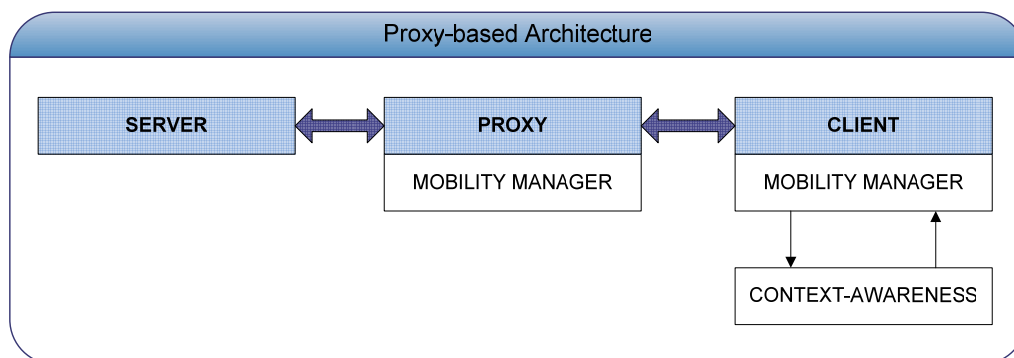 Proxy-based Architecture
SERVER
PROXY
CLIENT
MOBILITY MANAGER
MOBILITY MANAGER
CONTEXT-AWARENESS